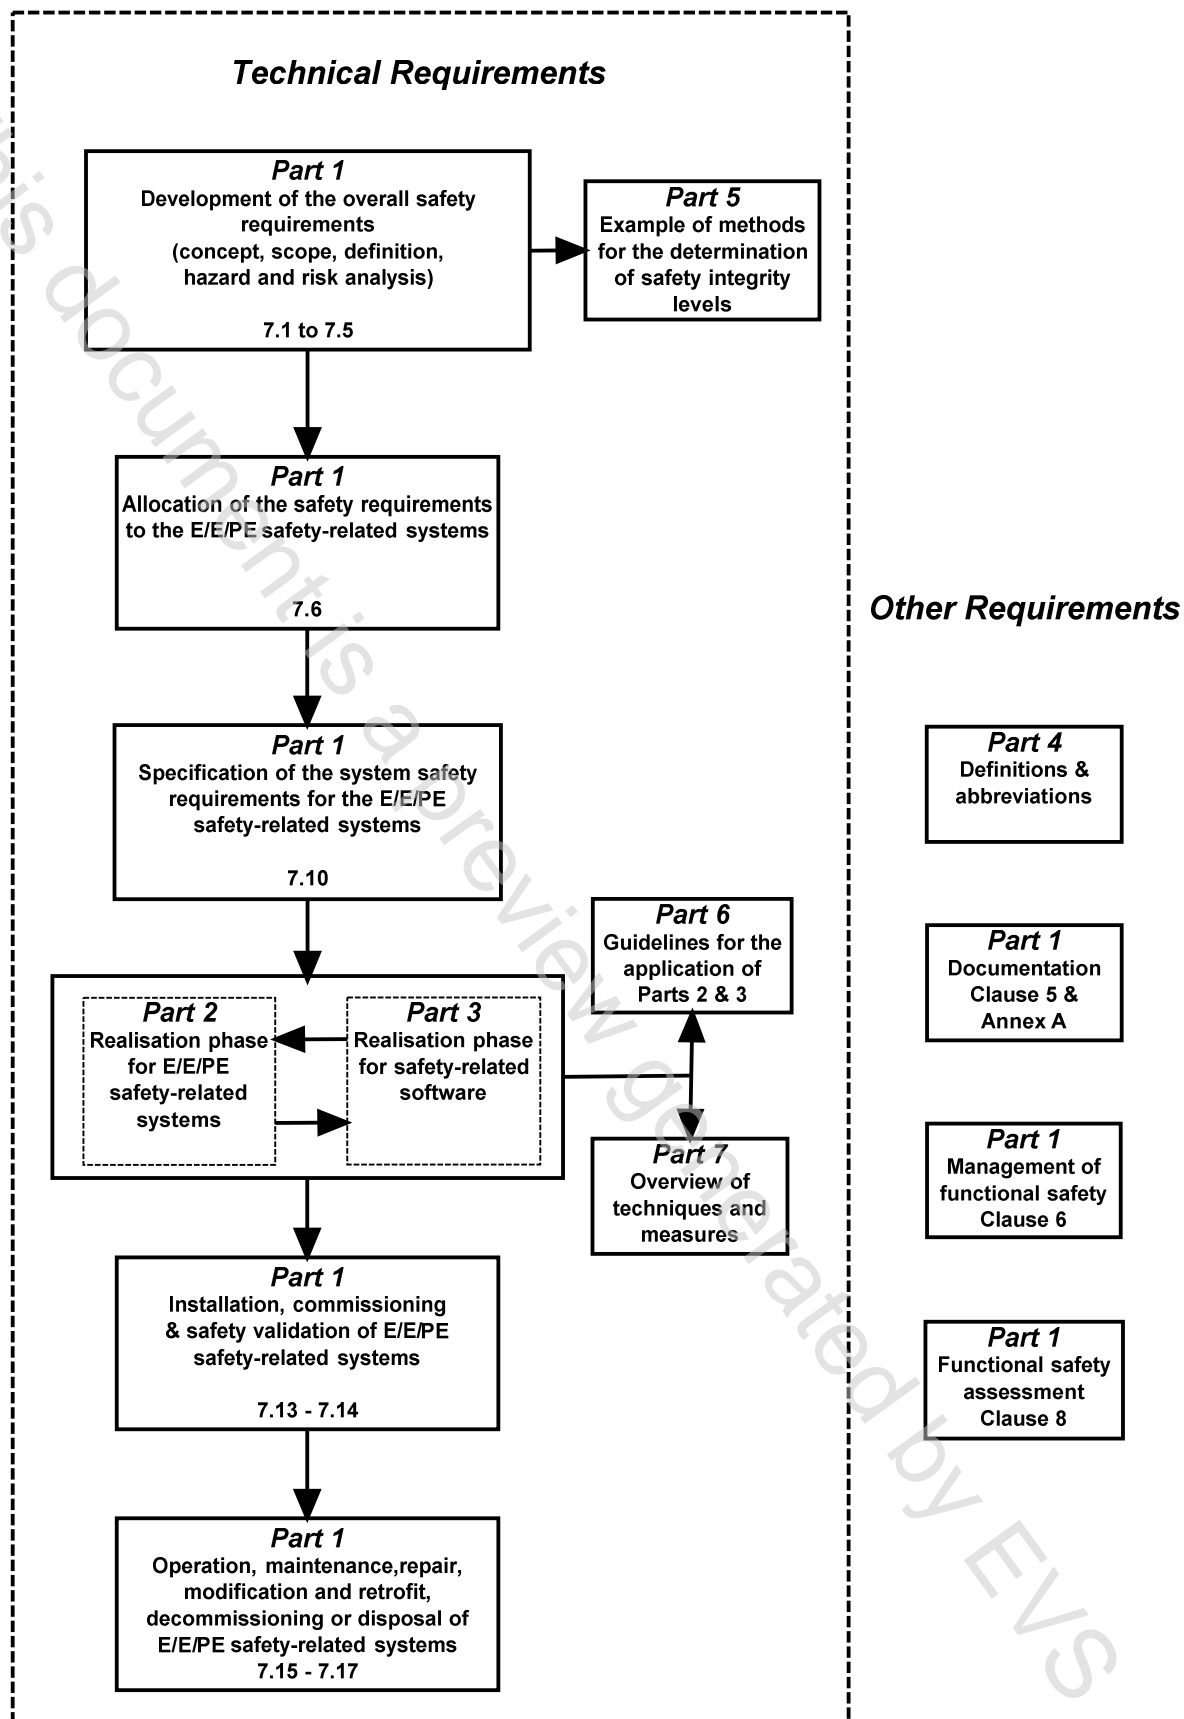 Technical Requirements
Part 1
Development of the overall safety
requirements
(concept, scope, definition,
hazard and risk analysis)
7.1 to 7.5
Part 5
Example of methods
for the determination
of safety integrity
levels
Part 1
Allocation of the safety requirements
to the E/E/PE safety-related systems
7.6
Part 1
Specification of the system safety
requirements for the E/E/PE
safety-related systems
7.10
Part 6
Guidelines for the
application of
Parts 2 & 3
Part 2
Realisation phase
for E/E/PE
safety-related
systems
Part 3
Realisation phase
for safety-related
software
Part 7
Overview of
techniques and
measures
Part 1
Installation, commissioning
& safety validation of E/E/PE
safety-related systems
7.13 - 7.14
Part 1
Operation, maintenance,repair,
modification and retrofit,
decommissioning or disposal of
E/E/PE safety-related systems
7.15 - 7.17
Other Requirements
Part 4
Definitions &
abbreviations
Part 1
Documentation
Clause 5 &
Annex A
Part 1
Management of
functional safety
Clause 6
Part 1
Functional safety
assessment
Clause 8
this document is a preview generated by EVS